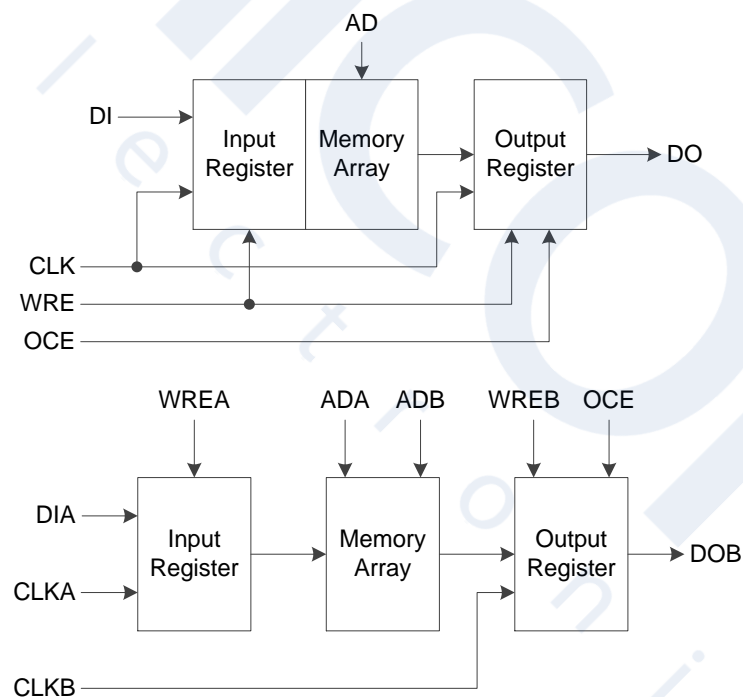 AD
DI
Input
Register
Memory
Array
Output
Register
DO
CLK
WRE
OCE
WREA
ADA
ADB
WREB
OCE
DIA
Input
Register
Memory
Array
Output
Register
DOB
CLKA
CLKB